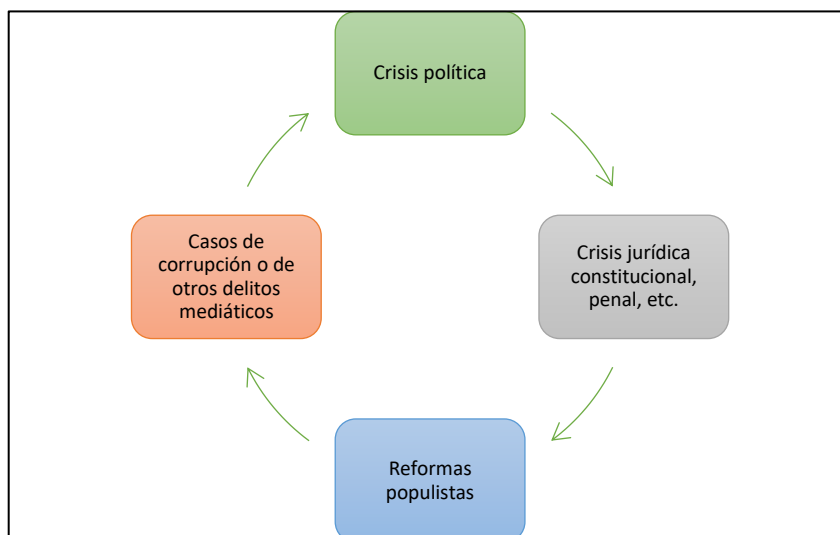 Crisis política
Crisis jurídica
constitucional,
penal, etc.
Reformas
populistas
Casos de
corrupción o de
otros delitos
mediáticos